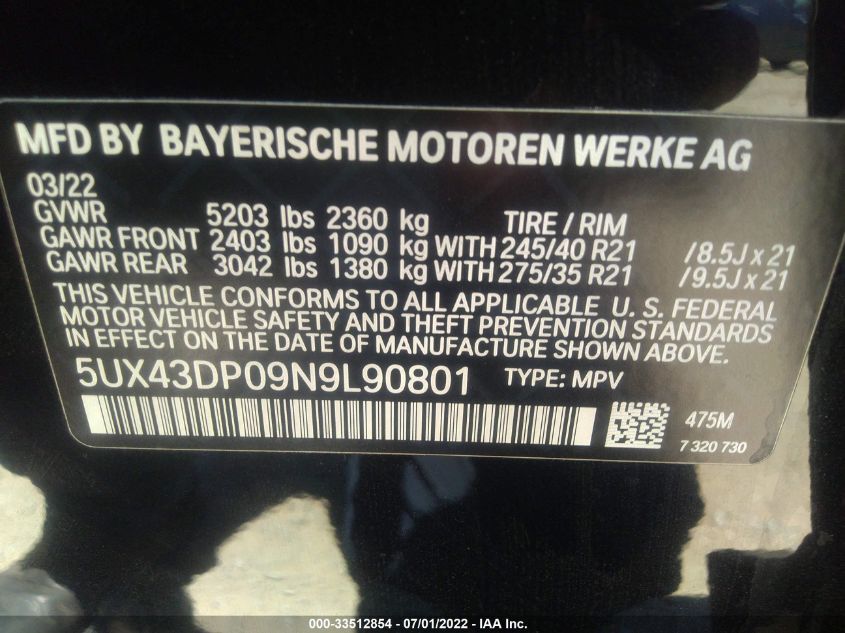 MFD BY BAYERISCHE MOTOREN WERKE AG
03/22
GVWR 5203 lbs 2360 kg TIRE / RIM
GAWR FRONT 2403 lbs 1090 kg WITH 245/40 R21 /8.5J x 21
GAWR REAR 3042 lbs 1380 kg WITH 275/35 R21 /9.5J x 21
THIS VEHICLE CONFORMS TO ALL APPLICABLE U. S. FEDERAL
MOTOR VEHICLE SAFETY AND THEFT PREVENTION STANDARDS
IN EFFECT ON THE DATE OF MANUFACTURE SHOWN ABOVE.
5UX43DP09N9L90801 TYPE: MPV
475M
7 320 730
000-33512854 - 07/01/2022 - IAA Inc.